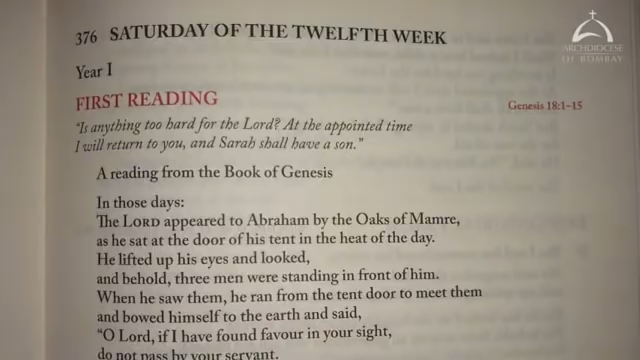 376 SATURDAY OF THE TWELFTH WEEK
ARCHDIOCESE
OF BOMBAY
Year I
FIRST READING
Genesis 18:1–15
"Is anything too hard for the Lord? At the appointed time
I will return to you, and Sarah shall have a son."
A reading from the Book of Genesis
In those days:
The LORD appeared to Abraham by the Oaks of Mamre,
as he sat at the door of his tent in the heat of the day.
He lifted up his eyes and looked,
and behold, three men were standing in front of him.
When he saw them, he ran from the tent door to meet them
and bowed himself to the earth and said,
"O Lord, if I have found favour in your sight,
do not pass by your servant.